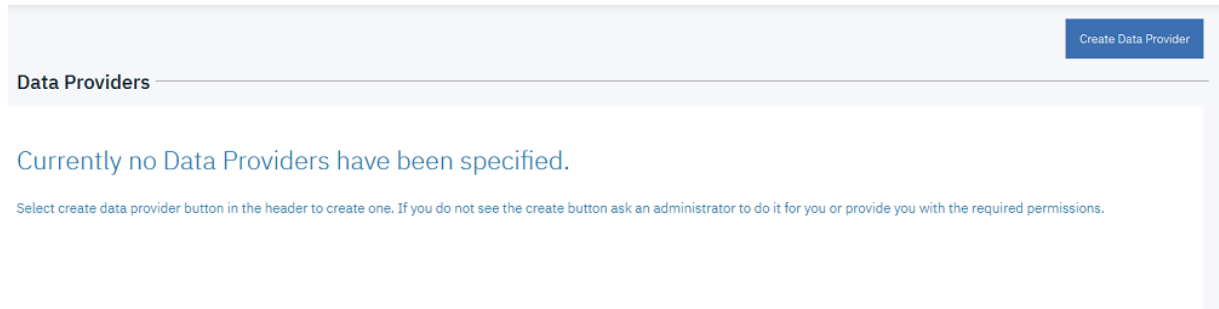 Create Data Provider
Data Providers
Currently no Data Providers have been specified.
Select create data provider button in the header to create one. If you do not see the create button ask an administrator to do it for you or provide you with the required permissions.